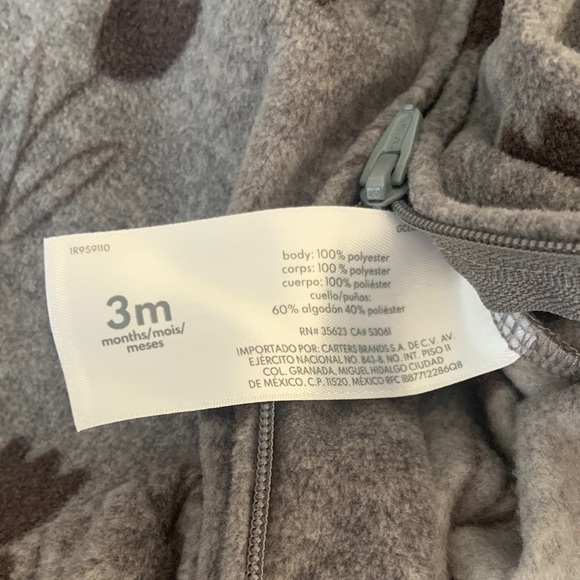 1R959110
3m
months/mois/
meses
body: 100% polyester
corps: 100% polyester
cuerpo: 100% poliéster
cuello/puños:
60% algodón 40% poliéster
RN# 35623 CA# 53061
IMPORTADO POR: CARTERS BRANDS S.A. DE C.V. AV.
EJÉRCITO NACIONAL NO. 843-B, NO. INT. PISO 11
COL. GRANADA, MIGUEL HIDALGO CIUDAD
DE MÉXICO, C.P. 11520, MÉXICO RFC IBB7712286Q8